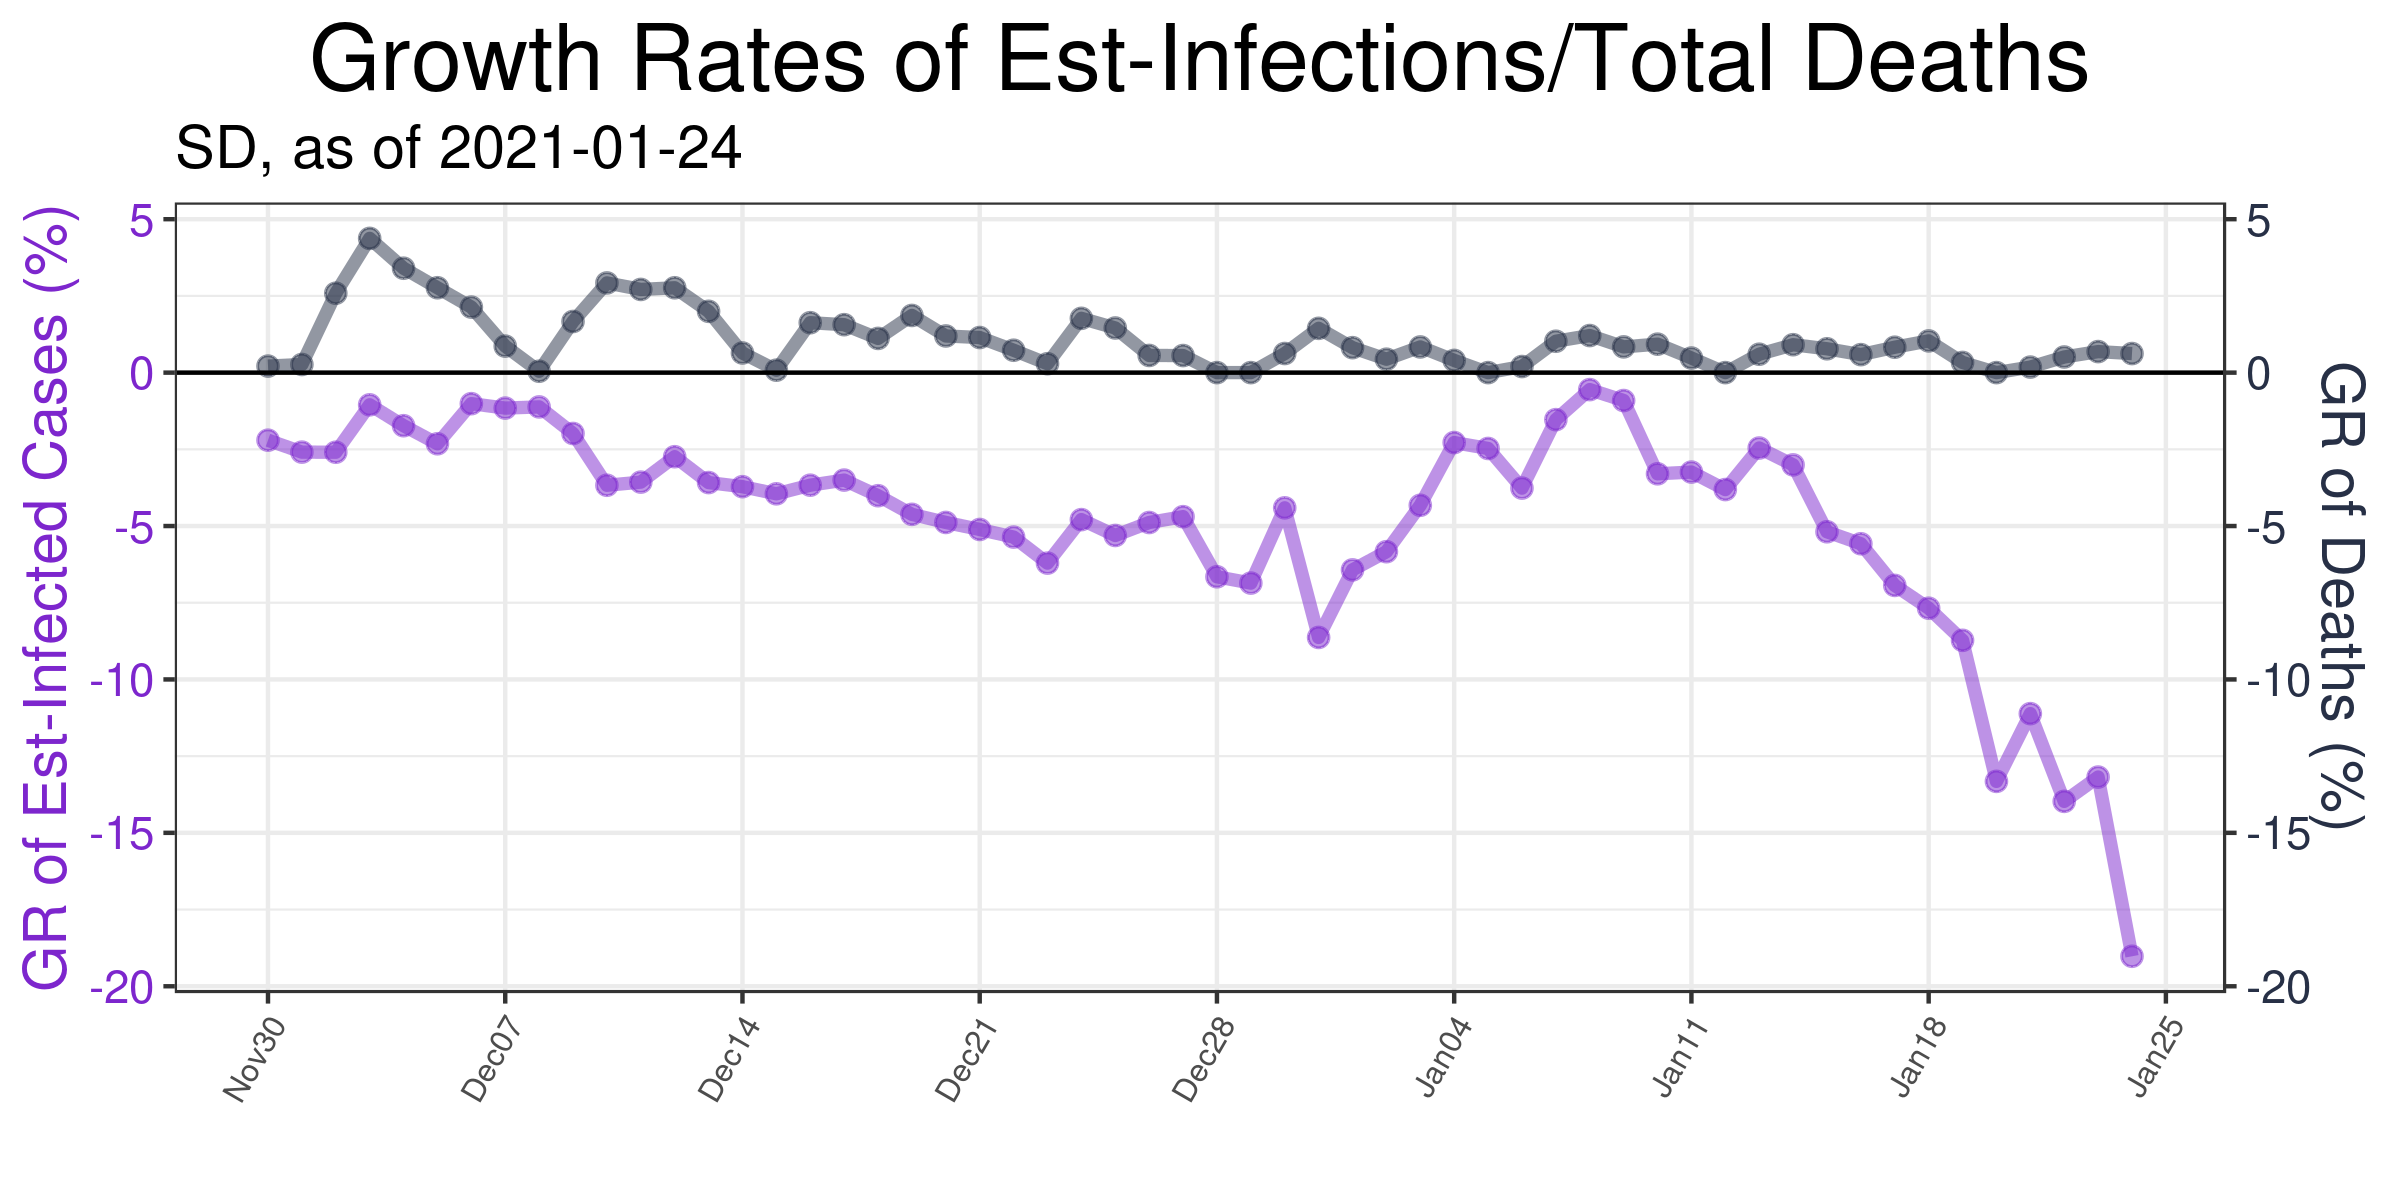 Growth Rates of Est-Infections/Total Deaths
SD, as of 2021-01-24
GR of Est-Infected Cases (%)
5
0
-5
-10
-15
-20
5
0
-5
-10
-15
-20
GR of Deaths (%)
Nov30
Dec07
Dec14
Dec21
Dec28
Jan04
Jan11
Jan18
Jan25